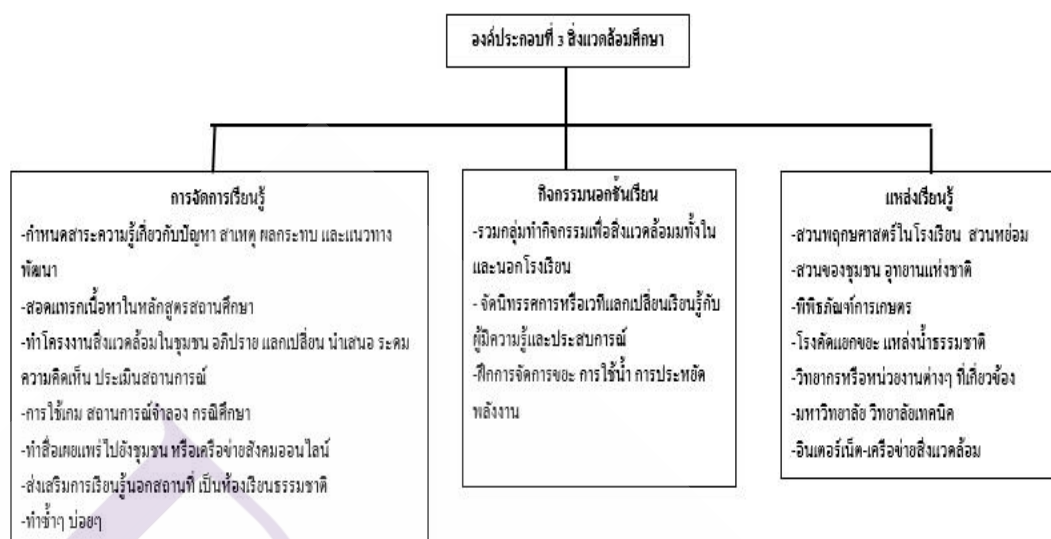 องค์ประกอบที่ 3 สิ่งแวดล้อมศึกษา
การจัดการเรียนรู้
-กำหนดสาระความรู้เกี่ยวกับปัญหา สาเหตุ ผลกระทบ และแนวทาง
พัฒนา
-สอดแทรกเนื้อหาในหลักสูตรสถานศึกษา
-ทำโครงงานสิ่งแวดล้อมในชุมชน อภิปราย แลกเปลี่ยน นำเสนอ ระดม
ความคิดเห็น ประเมินสถานการณ์
-การใช้เกม สถานการณ์จำลอง กรณีศึกษา
-ทำสื่อเผยแพร่ไปยังชุมชน หรือเครือข่ายสังคมออนไลน์
-ส่งเสริมการเรียนรู้นอกสถานที่ เป็นห้องเรียนธรรมชาติ
-ทำซ้ำๆ บ่อยๆ
กิจกรรมนอกชั้นเรียน
-รวมกลุ่มทำกิจกรรมเพื่อสิ่งแวดล้อมมทั้งใน
และนอกโรงเรียน
- จัดนิทรรศการหรือเวทีแลกเปลี่ยนเรียนรู้กับ
ผู้มีความรู้และประสบการณ์
-ฝึกการจัดการขยะ การใช้น้ำ การประหยัด
พลังงาน
แหล่งเรียนรู้
-สวนพฤกษศาสตร์ในโรงเรียน สวนหย่อม
-สวนของชุมชน อุทยานแห่งชาติ
-พิพิธภัณฑ์การเกษตร
-โรงคัดแยกขยะ แหล่งน้ำธรรมชาติ
-วิทยากรหรือหน่วยงานต่างๆ ที่เกี่ยวข้อง
-มหาวิทยาลัย วิทยาลัยเทคนิค
-อินเตอร์เน็ต-เครือข่ายสิ่งแวดล้อม